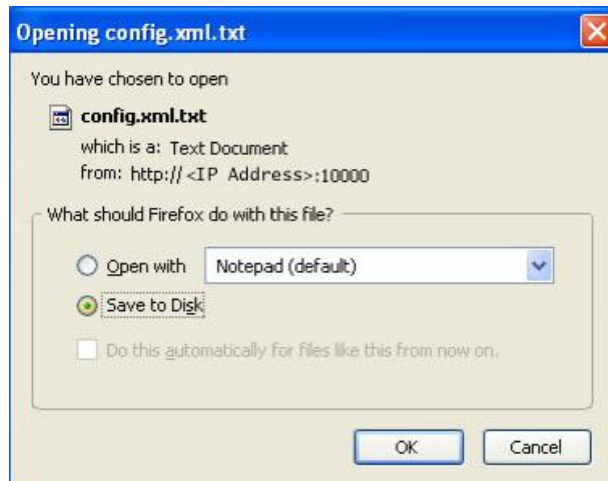 Opening config.xml.txt
You have chosen to open
config.xml.txt
which is a: Text Document
from: http://<IP Address>:10000
What should Firefox do with this file?
Open with Notepad (default)
Save to Disk
Do this automatically for files like this from now on.
OK Cancel